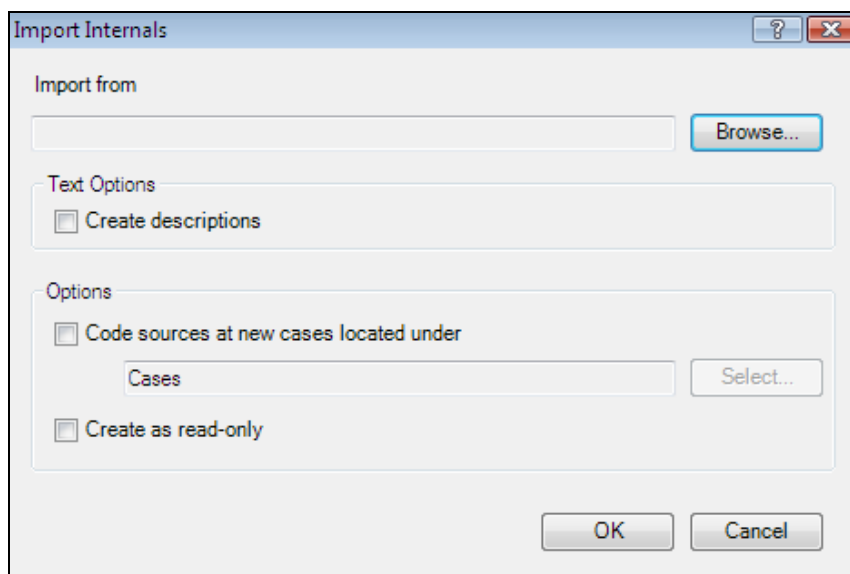 Import Internals
Import from
Browse...
Text Options
Create descriptions
Options
Code sources at new cases located under
Cases
Select...
Create as read-only
OK
Cancel